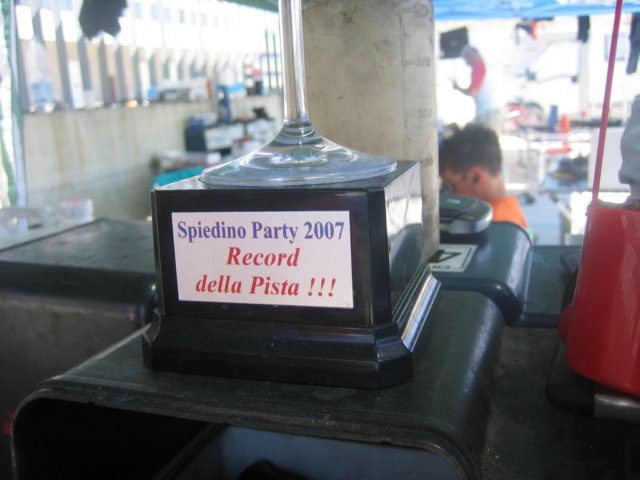 Spiedino Party 2007
Record
della Pista !!!